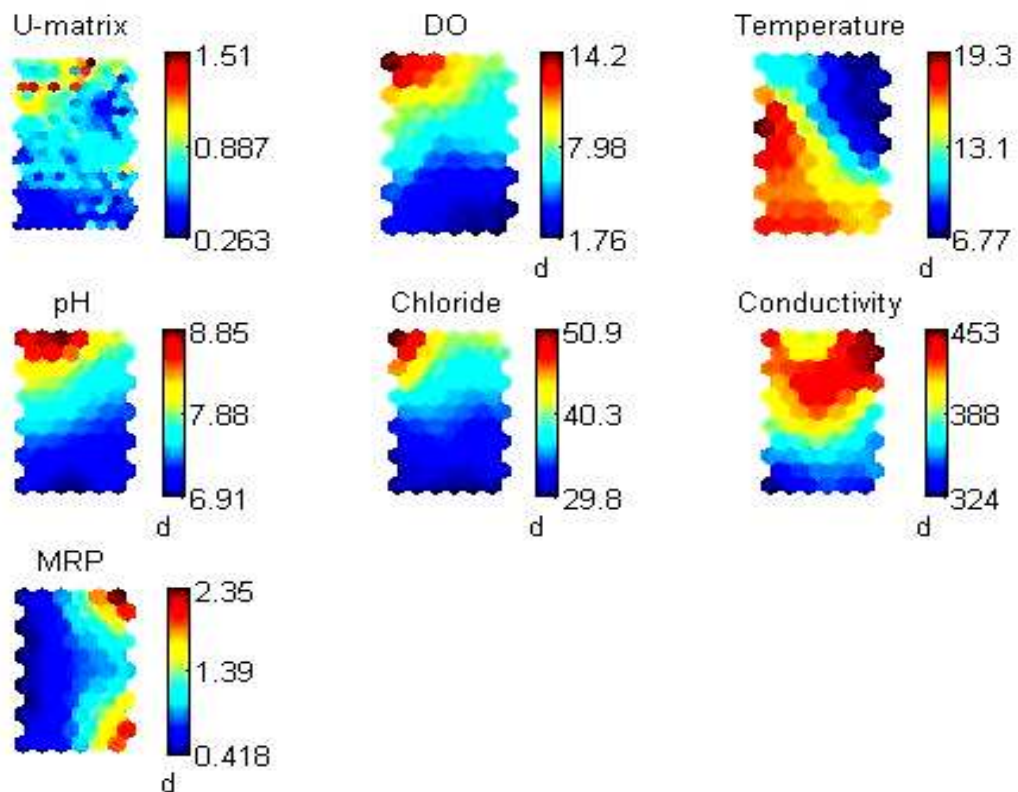 U-matrix
1.51
0.887
0.263
DO
14.2
7.98
1.76
d
Temperature
19.3
13.1
6.77
d
pH
8.85
7.88
6.91
d
Chloride
50.9
40.3
29.8
d
Conductivity
453
388
324
d
MRP
2.35
1.39
0.418
d